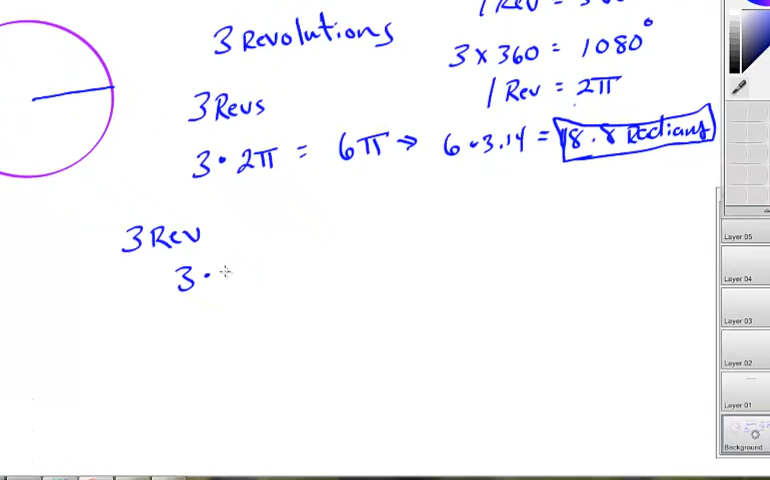 1 Rev =
3 Revolutions
3 x 360 = 1080°
1 Rev = 2π
3 Revs
3 · 2π = 6π → 6 · 3.14 = 18.8 Radians
3 Rev
3 ·
Layer 05
Layer 04
Layer 03
Layer 02
Layer 01
Background